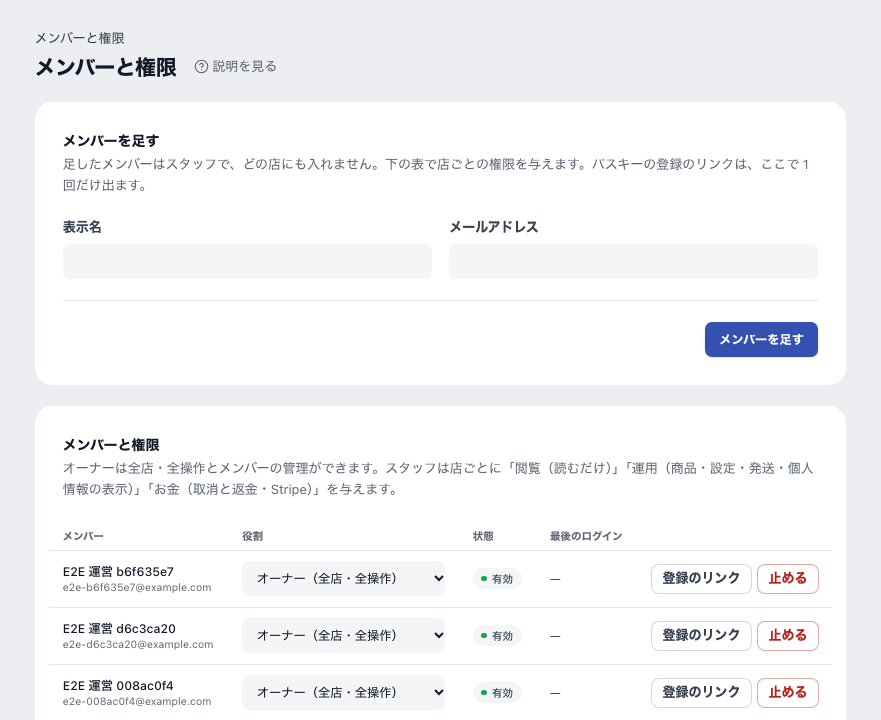 メンバーと権限
メンバーと権限
説明を見る
メンバーを足す
足したメンバーはスタッフで、どの店にも入れません。下の表で店ごとの権限を与えます。パスキーの登録のリンクは、ここで 1
回だけ出ます。
表示名
メールアドレス
メンバーを足す
メンバーと権限
オーナーは全店・全操作とメンバーの管理ができます。スタッフは店ごとに「閲覧（読むだけ）」「運用（商品・設定・発送・個人
情報の表示）」「お金（取消と返金・Stripe）」を与えます。
メンバー 役割 状態 最後のログイン
E2E 運営 b6f635e7
e2e-b6f635e7@example.com
オーナー（全店・全操作） 有効 — 登録のリンク 止める
E2E 運営 d6c3ca20
e2e-d6c3ca20@example.com
オーナー（全店・全操作） 有効 — 登録のリンク 止める
E2E 運営 008ac0f4
e2e-008ac0f4@example.com
オーナー（全店・全操作） 有効 — 登録のリンク 止める